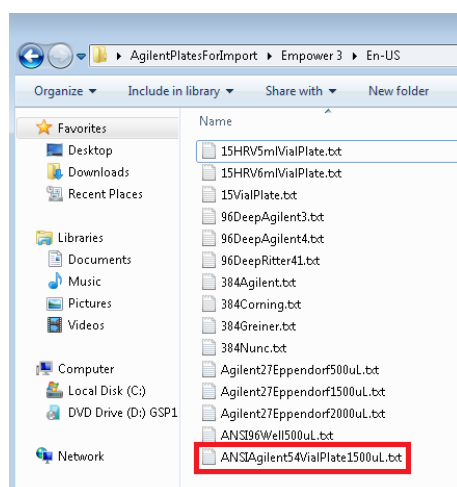 AgilentPlatesForImport ▸ Empower 3 ▸ En-US
Organize Include in library Share with New folder
Favorites
Desktop
Downloads
Recent Places
Libraries
Documents
Music
Pictures
Videos
Computer
Local Disk (C:)
DVD Drive (D:) GSP1
Network
Name
15HRV5mlVialPlate.txt
15HRV6mlVialPlate.txt
15VialPlate.txt
96DeepAgilent3.txt
96DeepAgilent4.txt
96DeepRitter41.txt
384Agilent.txt
384Corning.txt
384Greiner.txt
384Nunc.txt
Agilent27Eppendorf500uL.txt
Agilent27Eppendorf1500uL.txt
Agilent27Eppendorf2000uL.txt
ANSI96Well500uL.txt
ANSIAgilent54VialPlate1500uL.txt